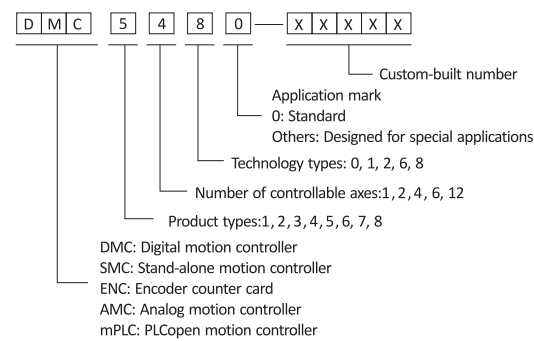 D M C 5 4 8 0 — X X X X X
Custom-built number
Application mark
0: Standard
Others: Designed for special applications
Technology types: 0, 1, 2, 6, 8
Number of controllable axes:1, 2, 4, 6, 12
Product types:1, 2, 3, 4, 5, 6, 7, 8
DMC: Digital motion controller
SMC: Stand-alone motion controller
ENC: Encoder counter card
AMC: Analog motion controller
mPLC: PLCopen motion controller